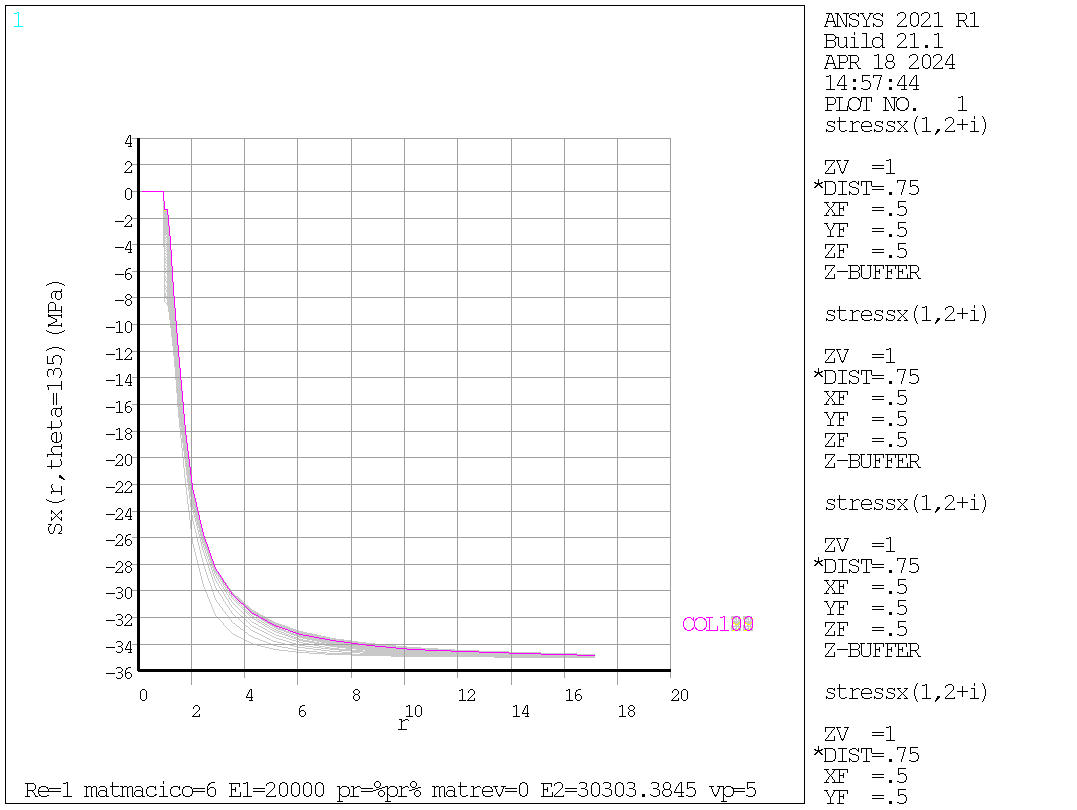 1
ANSYS 2021 R1
Build 21.1
APR 18 2024
14:57:44
PLOT NO. 1
stressx(1,2+i)
ZV =1
*DIST=.75
XF =.5
YF =.5
ZF =.5
Z-BUFFER
stressx(1,2+i)
ZV =1
*DIST=.75
XF =.5
YF =.5
ZF =.5
Z-BUFFER
stressx(1,2+i)
ZV =1
*DIST=.75
XF =.5
YF =.5
ZF =.5
Z-BUFFER
stressx(1,2+i)
ZV =1
*DIST=.75
XF =.5
YF =.5
4
2
0
-2
-4
-6
-8
-10
-12
-14
-16
-18
-20
-22
-24
-26
-28
-30
-32
-34
-36
Sx(r,theta=135)(MPa)
COL100
0 4 8 12 16 20
2 6 10 14 18
r
Re=1 matmacico=6 E1=20000 pr=%pr% matrev=0 E2=30303.3845 vp=5